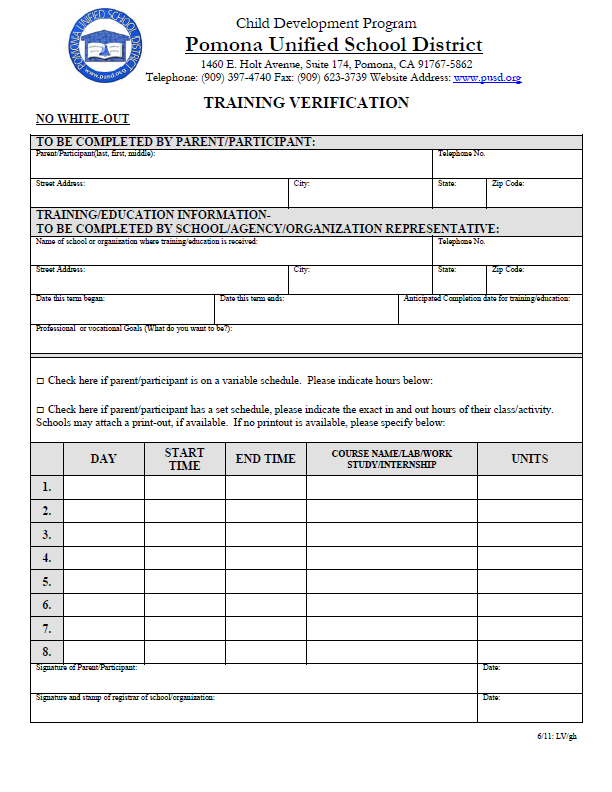 POMONA UNIFIED SCHOOL DISTRICT
www.pusd.org
Child Development Program
Pomona Unified School District
1460 E. Holt Avenue, Suite 174, Pomona, CA 91767-5862
Telephone: (909) 397-4740 Fax: (909) 623-3739 Website Address: www.pusd.org
TRAINING VERIFICATION
NO WHITE-OUT
TO BE COMPLETED BY PARENT/PARTICIPANT:
Parent/Participant(last, first, middle): Telephone No.
Street Address: City: State: Zip Code:
TRAINING/EDUCATION INFORMATION-
TO BE COMPLETED BY SCHOOL/AGENCY/ORGANIZATION REPRESENTATIVE:
Name of school or organization where training/education is received: Telephone No.
Street Address: City: State: Zip Code:
Date this term began: Date this term ends: Anticipated Completion date for training/education:
Professional or vocational Goals (What do you want to be?):
□ Check here if parent/participant is on a variable schedule. Please indicate hours below:
□ Check here if parent/participant has a set schedule, please indicate the exact in and out hours of their class/activity.
Schools may attach a print-out, if available. If no printout is available, please specify below:
DAY START TIME END TIME COURSE NAME/LAB/WORK STUDY/INTERNSHIP UNITS
1.
2.
3.
4.
5.
6.
7.
8.
Signature of Parent/Participant: Date:
Signature and stamp of registrar of school/organization: Date:
6/11: LV/gh